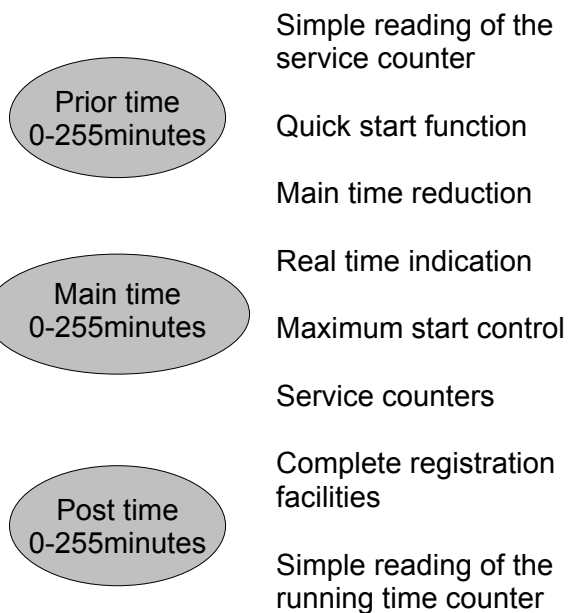 Prior time
0-255minutes
Main time
0-255minutes
Post time
0-255minutes
Simple reading of the
service counter
Quick start function
Main time reduction
Real time indication
Maximum start control
Service counters
Complete registration
facilities
Simple reading of the
running time counter